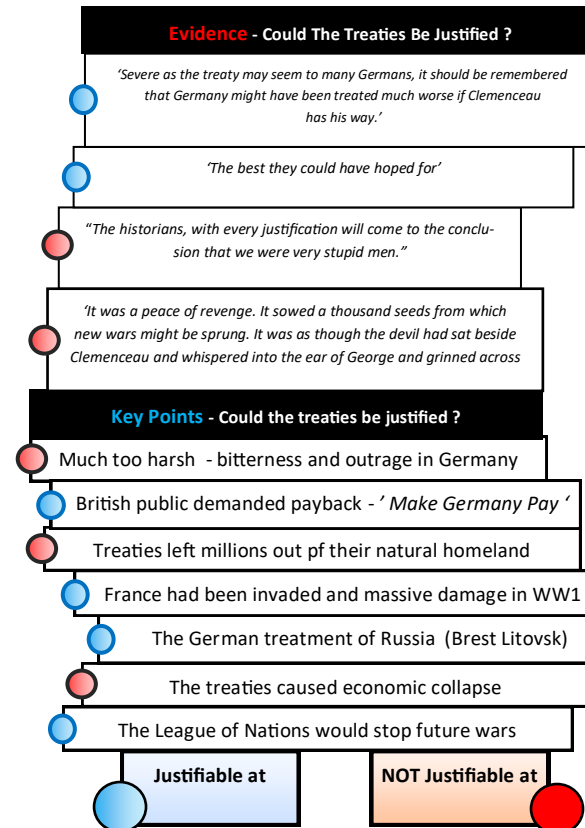 Evidence - Could The Treaties Be Justified ?
‘Severe as the treaty may seem to many Germans, it should be remembered
that Germany might have been treated much worse if Clemenceau
has his way.’
‘The best they could have hoped for’
“The historians, with every justification will come to the conclu-
sion that we were very stupid men.”
‘It was a peace of revenge. It sowed a thousand seeds from which
new wars might be sprung. It was as though the devil had sat beside
Clemenceau and whispered into the ear of George and grinned across
Key Points - Could the treaties be justified ?
Much too harsh - bitterness and outrage in Germany
British public demanded payback - ’ Make Germany Pay ‘
Treaties left millions out pf their natural homeland
France had been invaded and massive damage in WW1
The German treatment of Russia (Brest Litovsk)
The treaties caused economic collapse
The League of Nations would stop future wars
Justifiable at
NOT Justifiable at